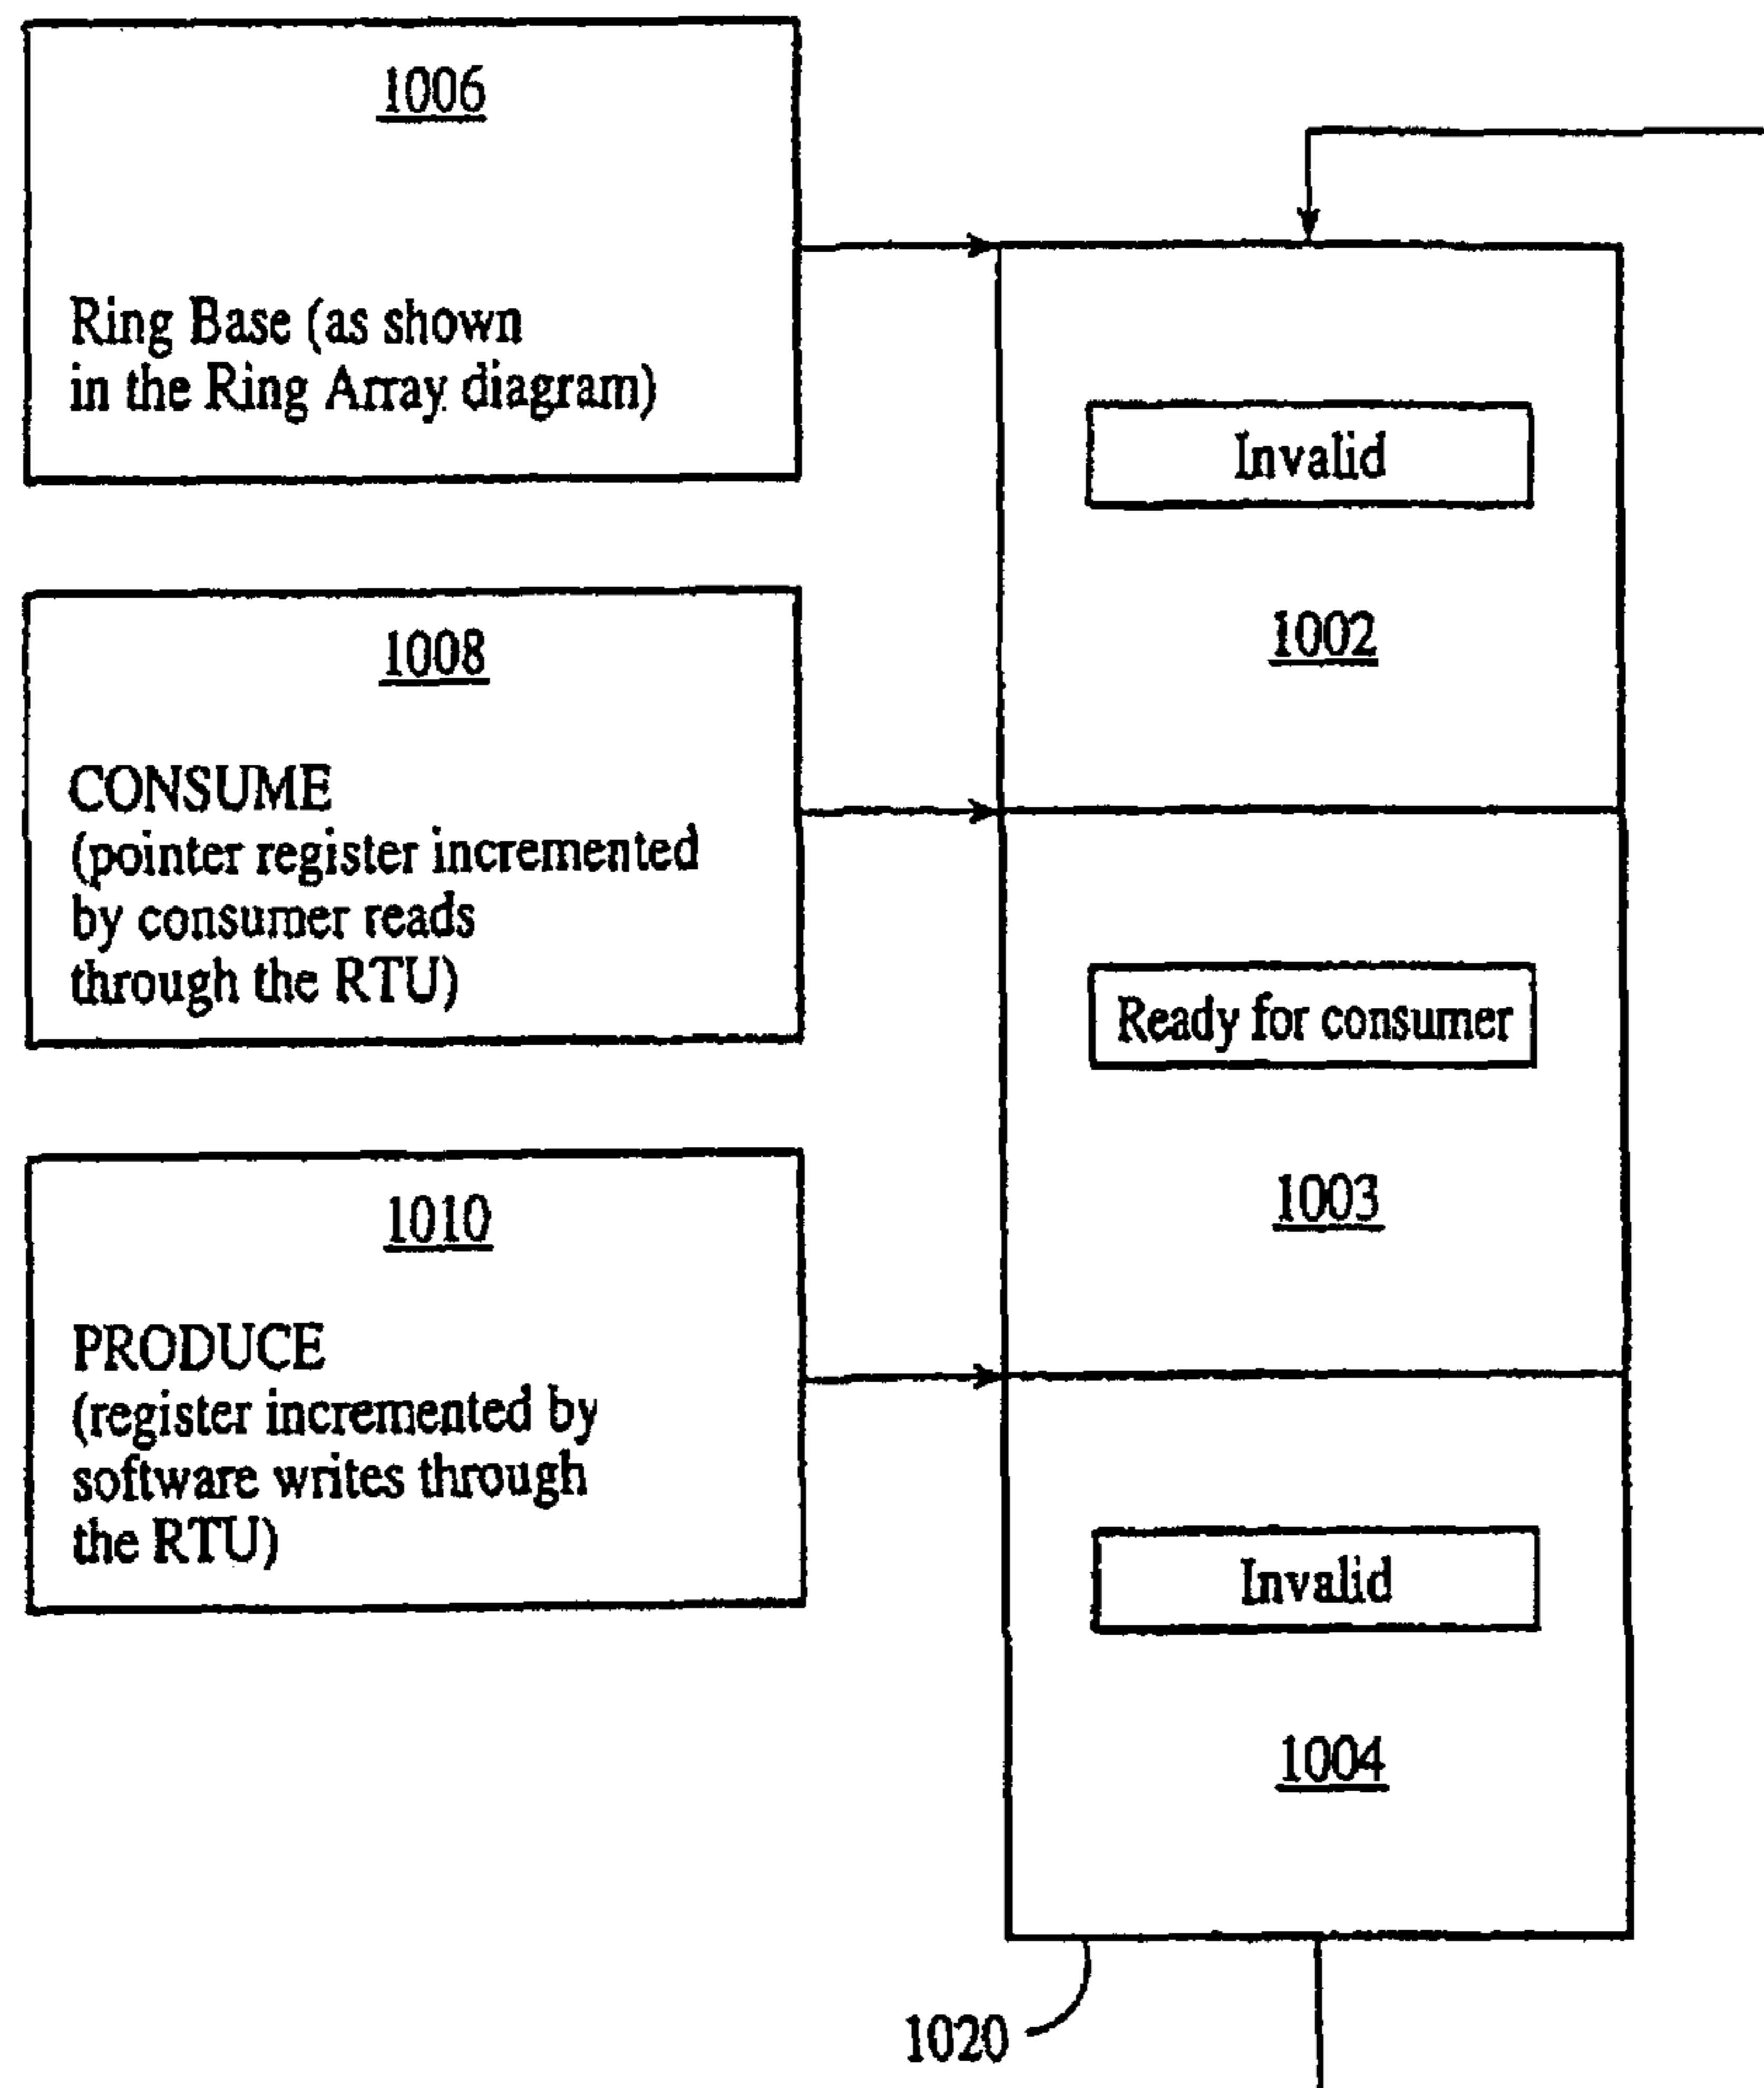 1006
Ring Base (as shown
in the Ring Array diagram)
1008
CONSUME
(pointer register incremented
by consumer reads
through the RTU)
1010
PRODUCE
(register incremented by
software writes through
the RTU)
Invalid
1002
Ready for consumer
1003
Invalid
1004
1020